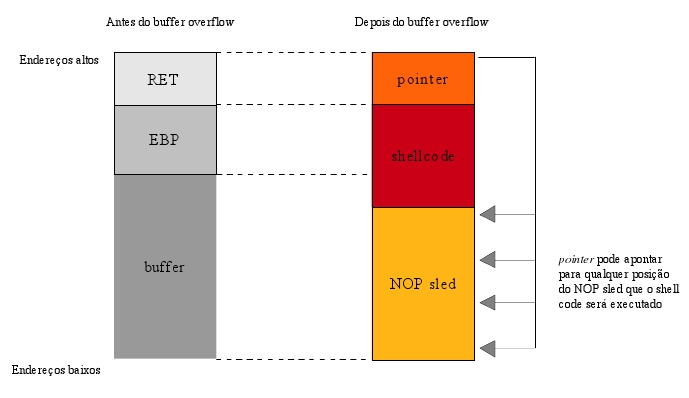 Antes do buffer overflow
Depois do buffer overflow
Endereços altos
RET
pointer
EBP
shellcode
buffer
NOP sled
pointer pode apontar
para qualquer posição
do NOP sled que o shell
code será executado
Endereços baixos